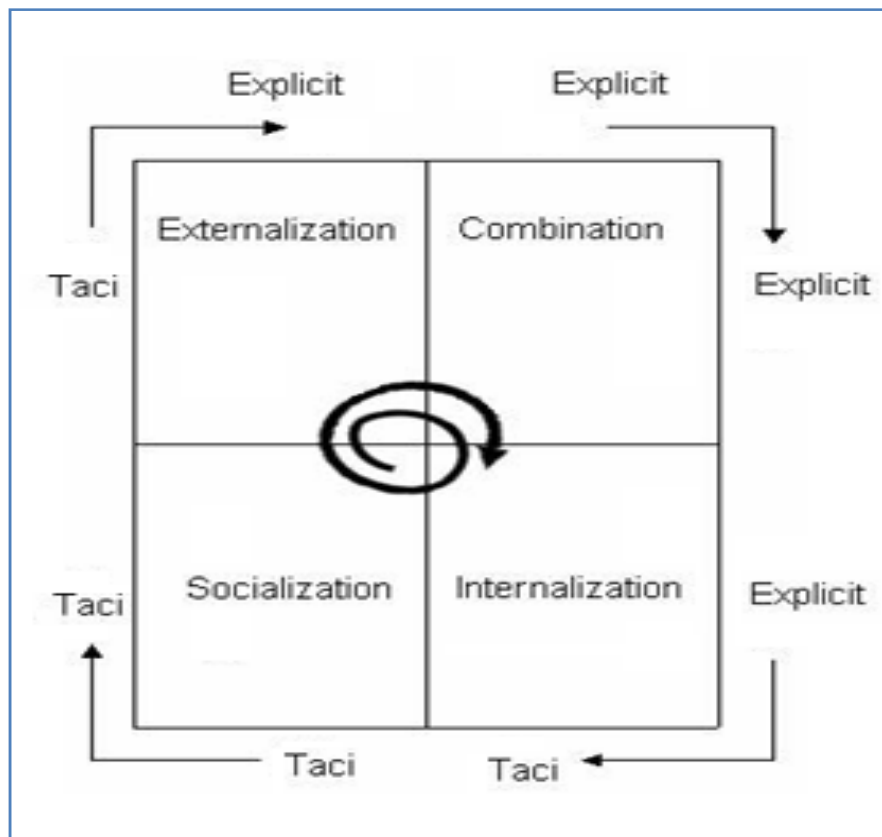 Explicit Explicit
Externalization Combination
Taci Explicit
Socialization Internalization
Taci Explicit
Taci Taci